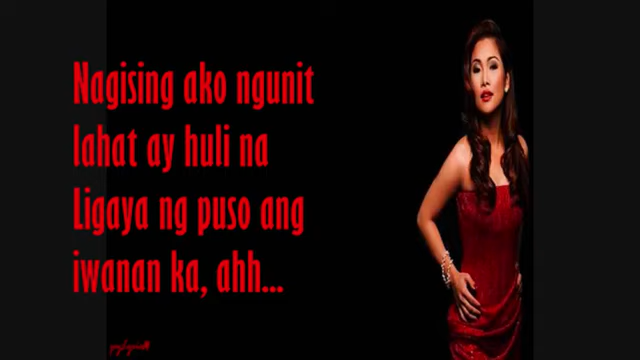 Nagising ako ngunit
lahat ay huli na
Ligaya ng puso ang
iwanan ka, ahh...